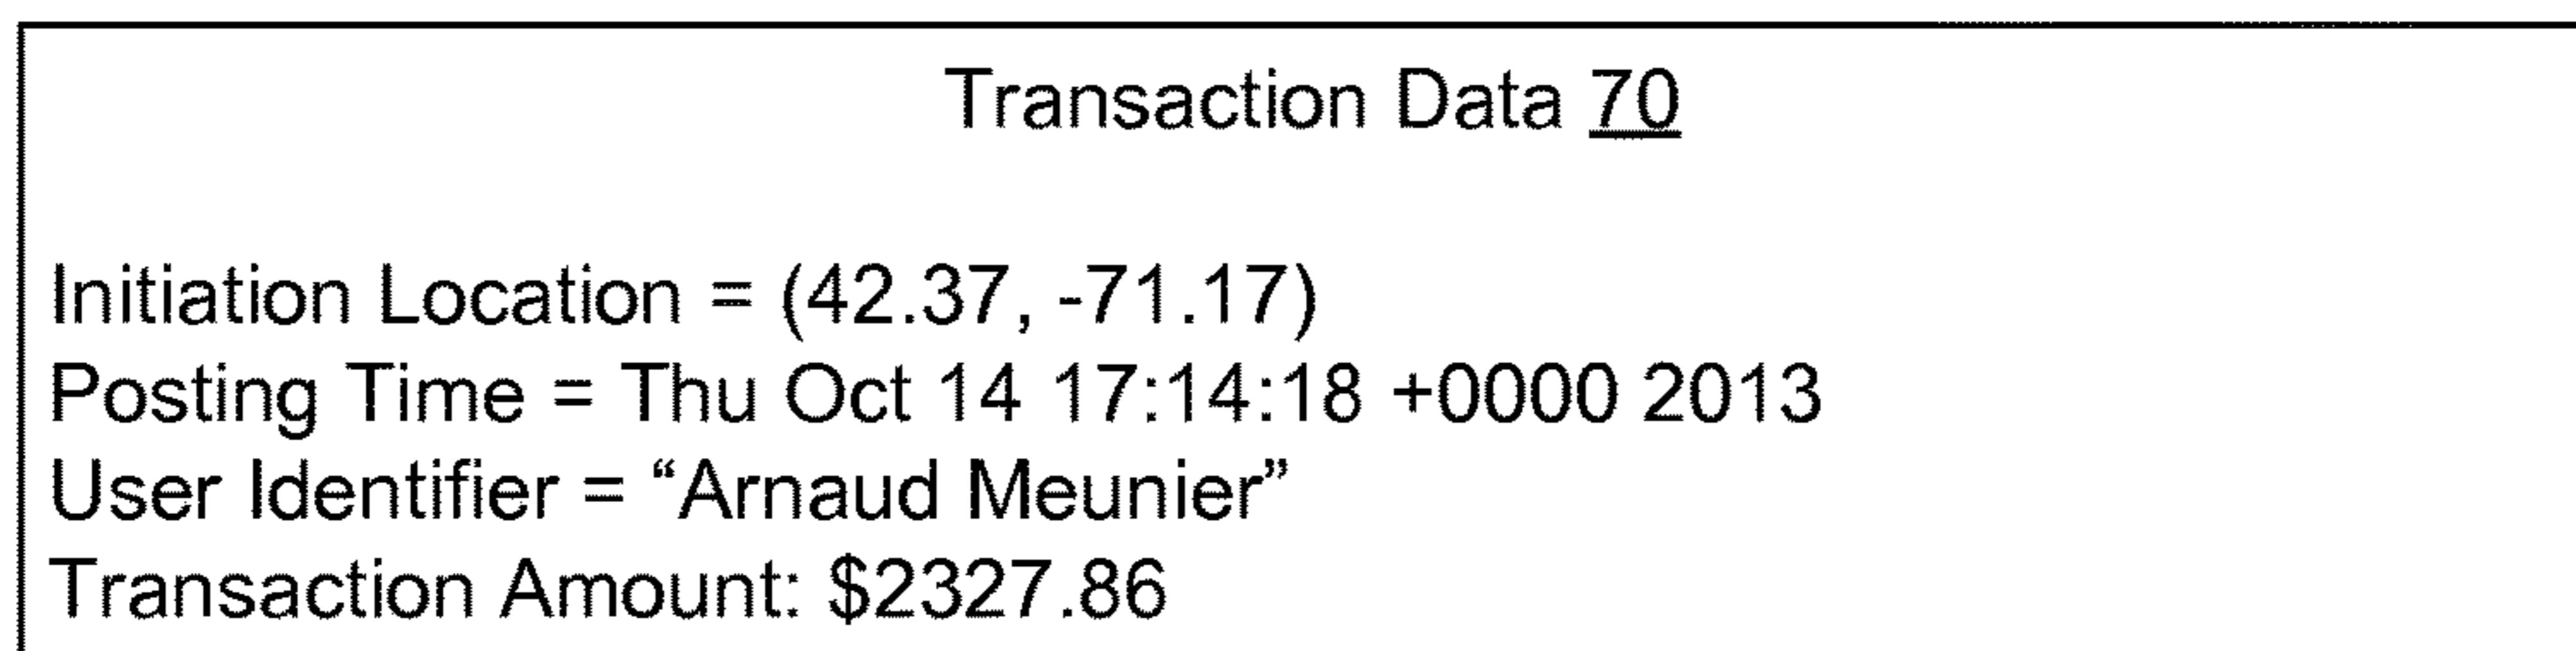 Transaction Data 70
Initiation Location = (42.37, -71.17)
Posting Time = Thu Oct 14 17:14:18 +0000 2013
User Identifier = “Arnaud Meunier”
Transaction Amount: $2327.86